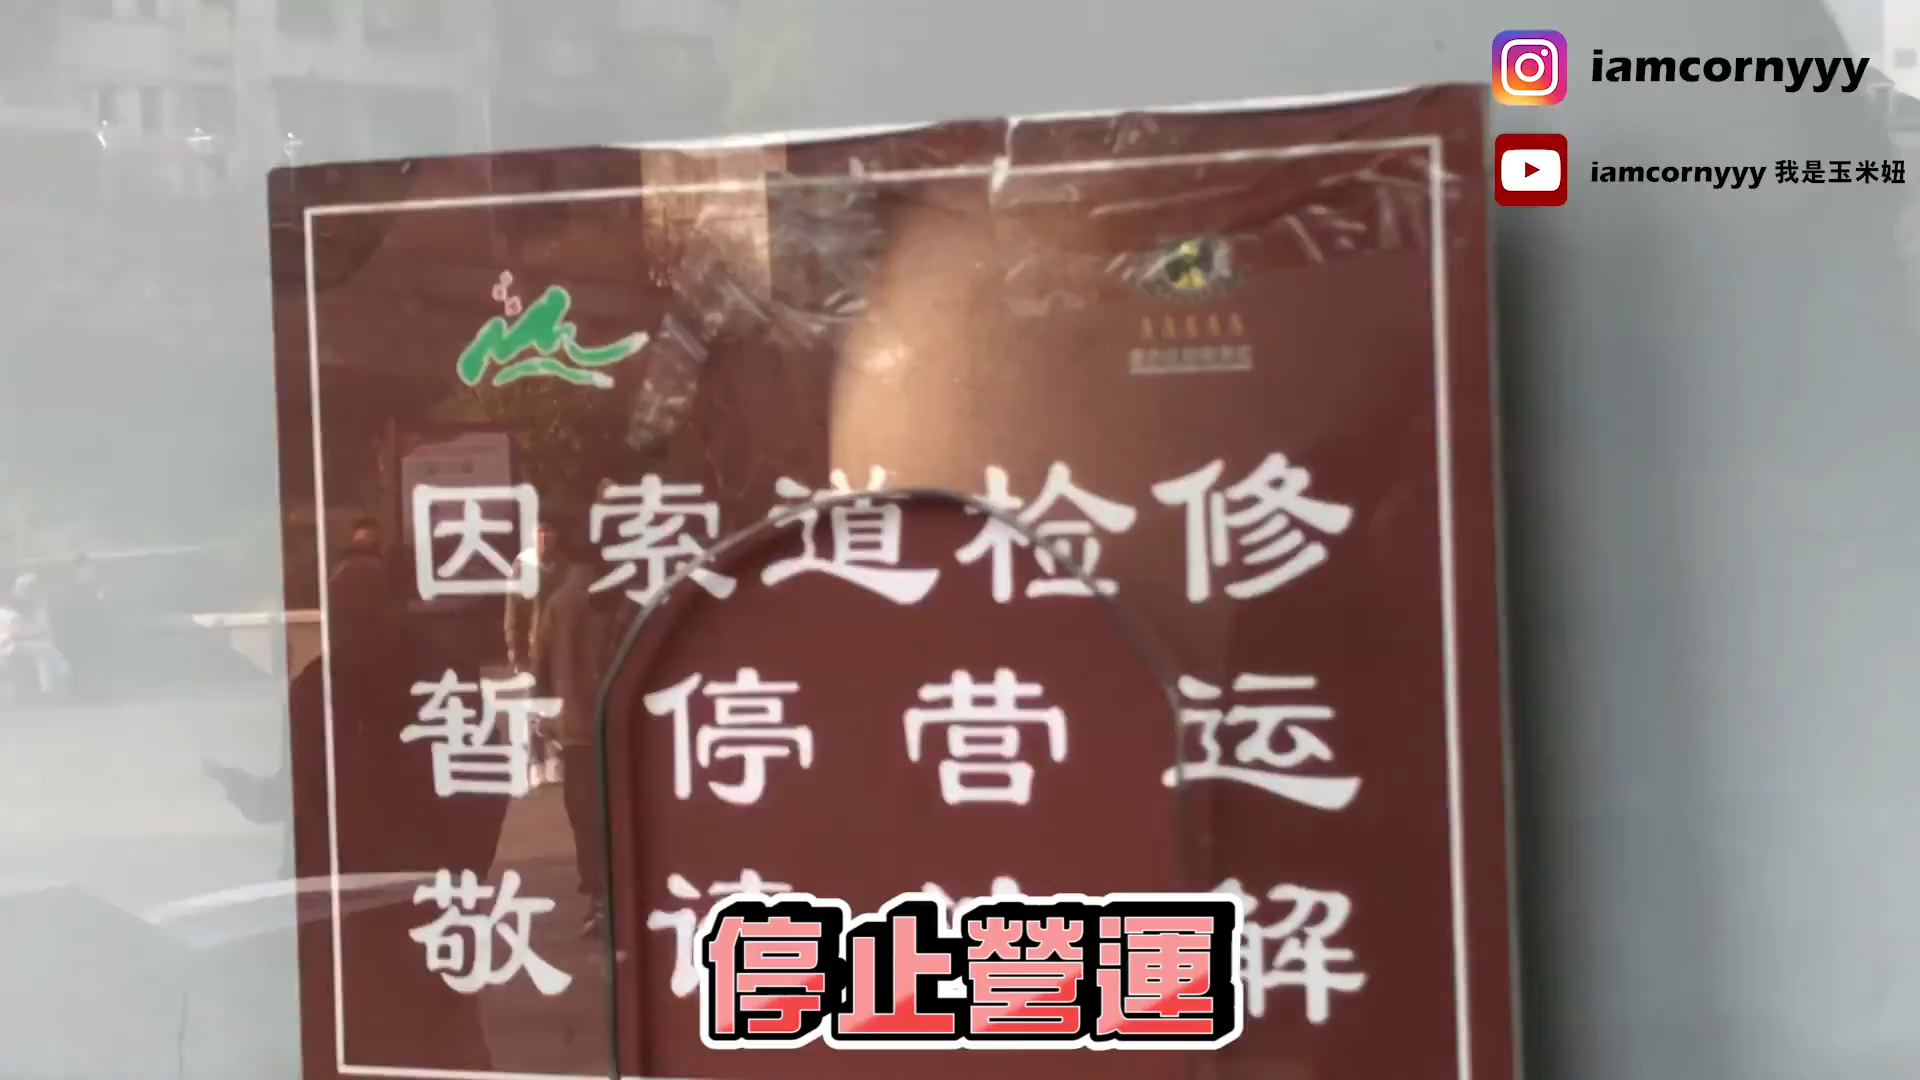 iamcornyyy
iamcornyyy 我是玉米妞
因索道检修
暂停营运
敬 解
停止營運